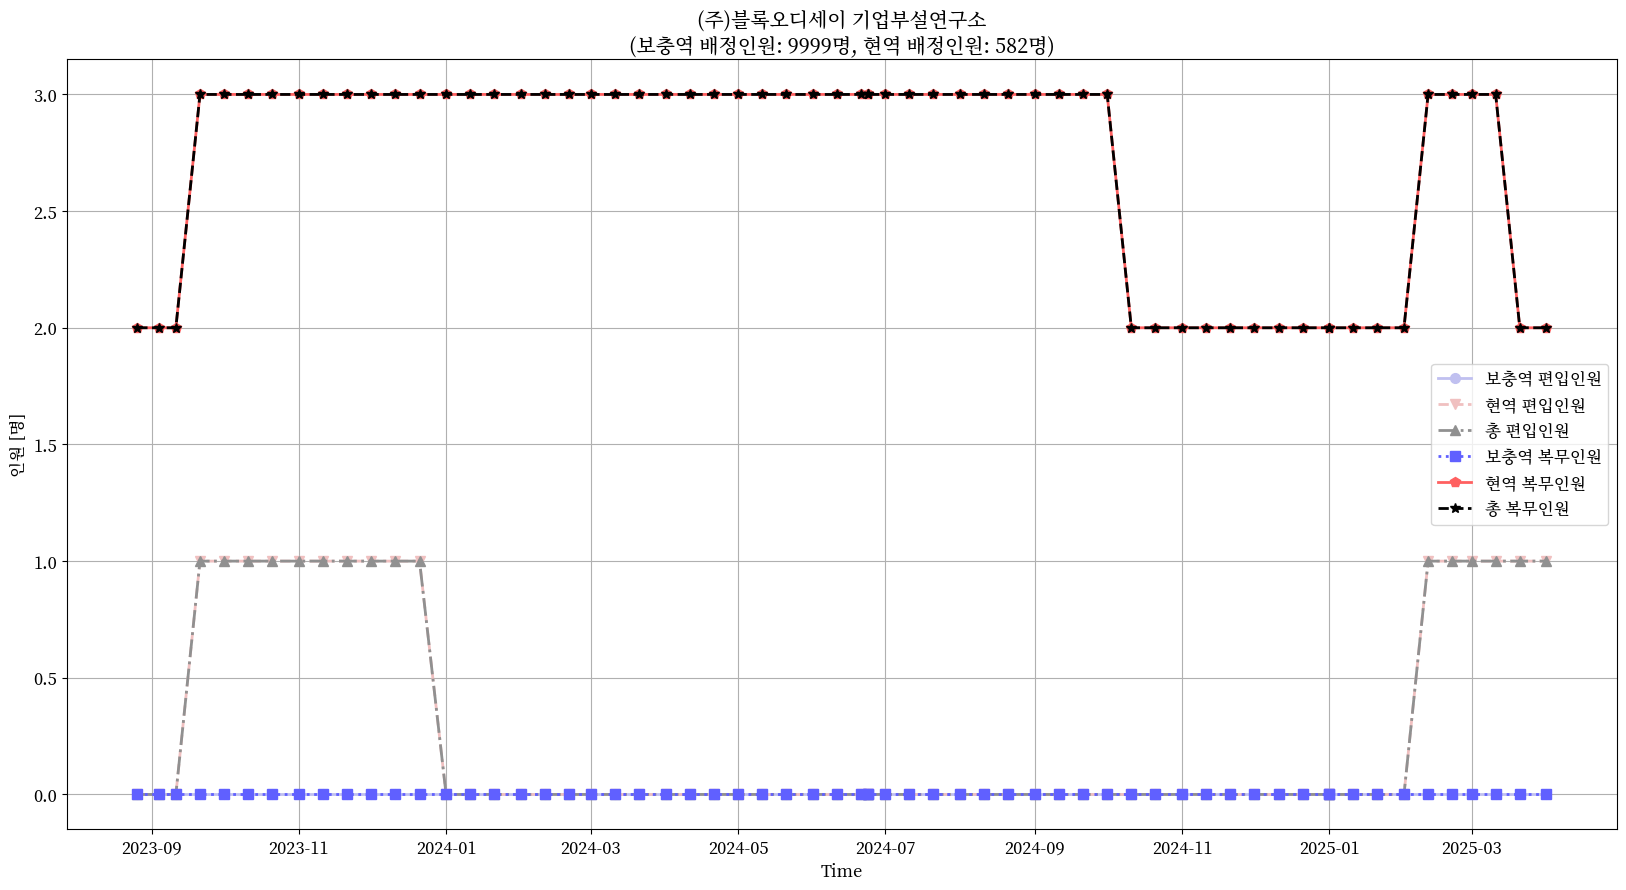 (주)블록오디세이 기업부설연구소
(보충역 배정인원: 9999명, 현역 배정인원: 582명)
3.0
2.5
2.0
1.5
1.0
0.5
0.0
인원 [명]
보충역 편입인원
현역 편입인원
총 편입인원
보충역 복무인원
현역 복무인원
총 복무인원
2023-09
2023-11
2024-01
2024-03
2024-05
2024-07
2024-09
2024-11
2025-01
2025-03
Time